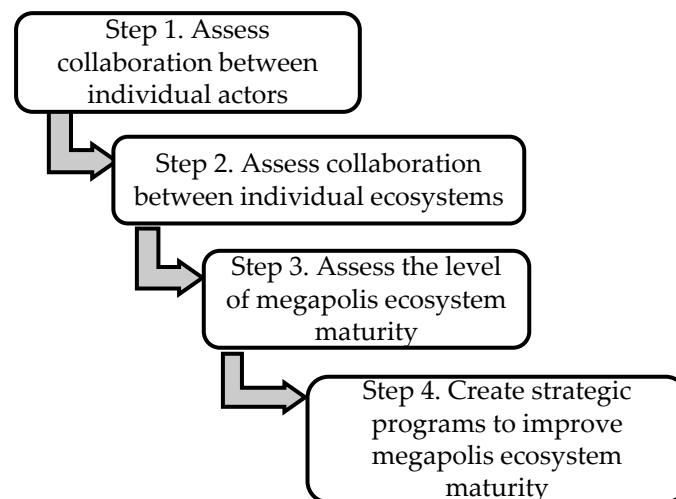 Step 1. Assess
collaboration between
individual actors
Step 2. Assess collaboration
between individual ecosystems
Step 3. Assess the level
of megapolis ecosystem
maturity
Step 4. Create strategic
programs to improve
megapolis ecosystem
maturity